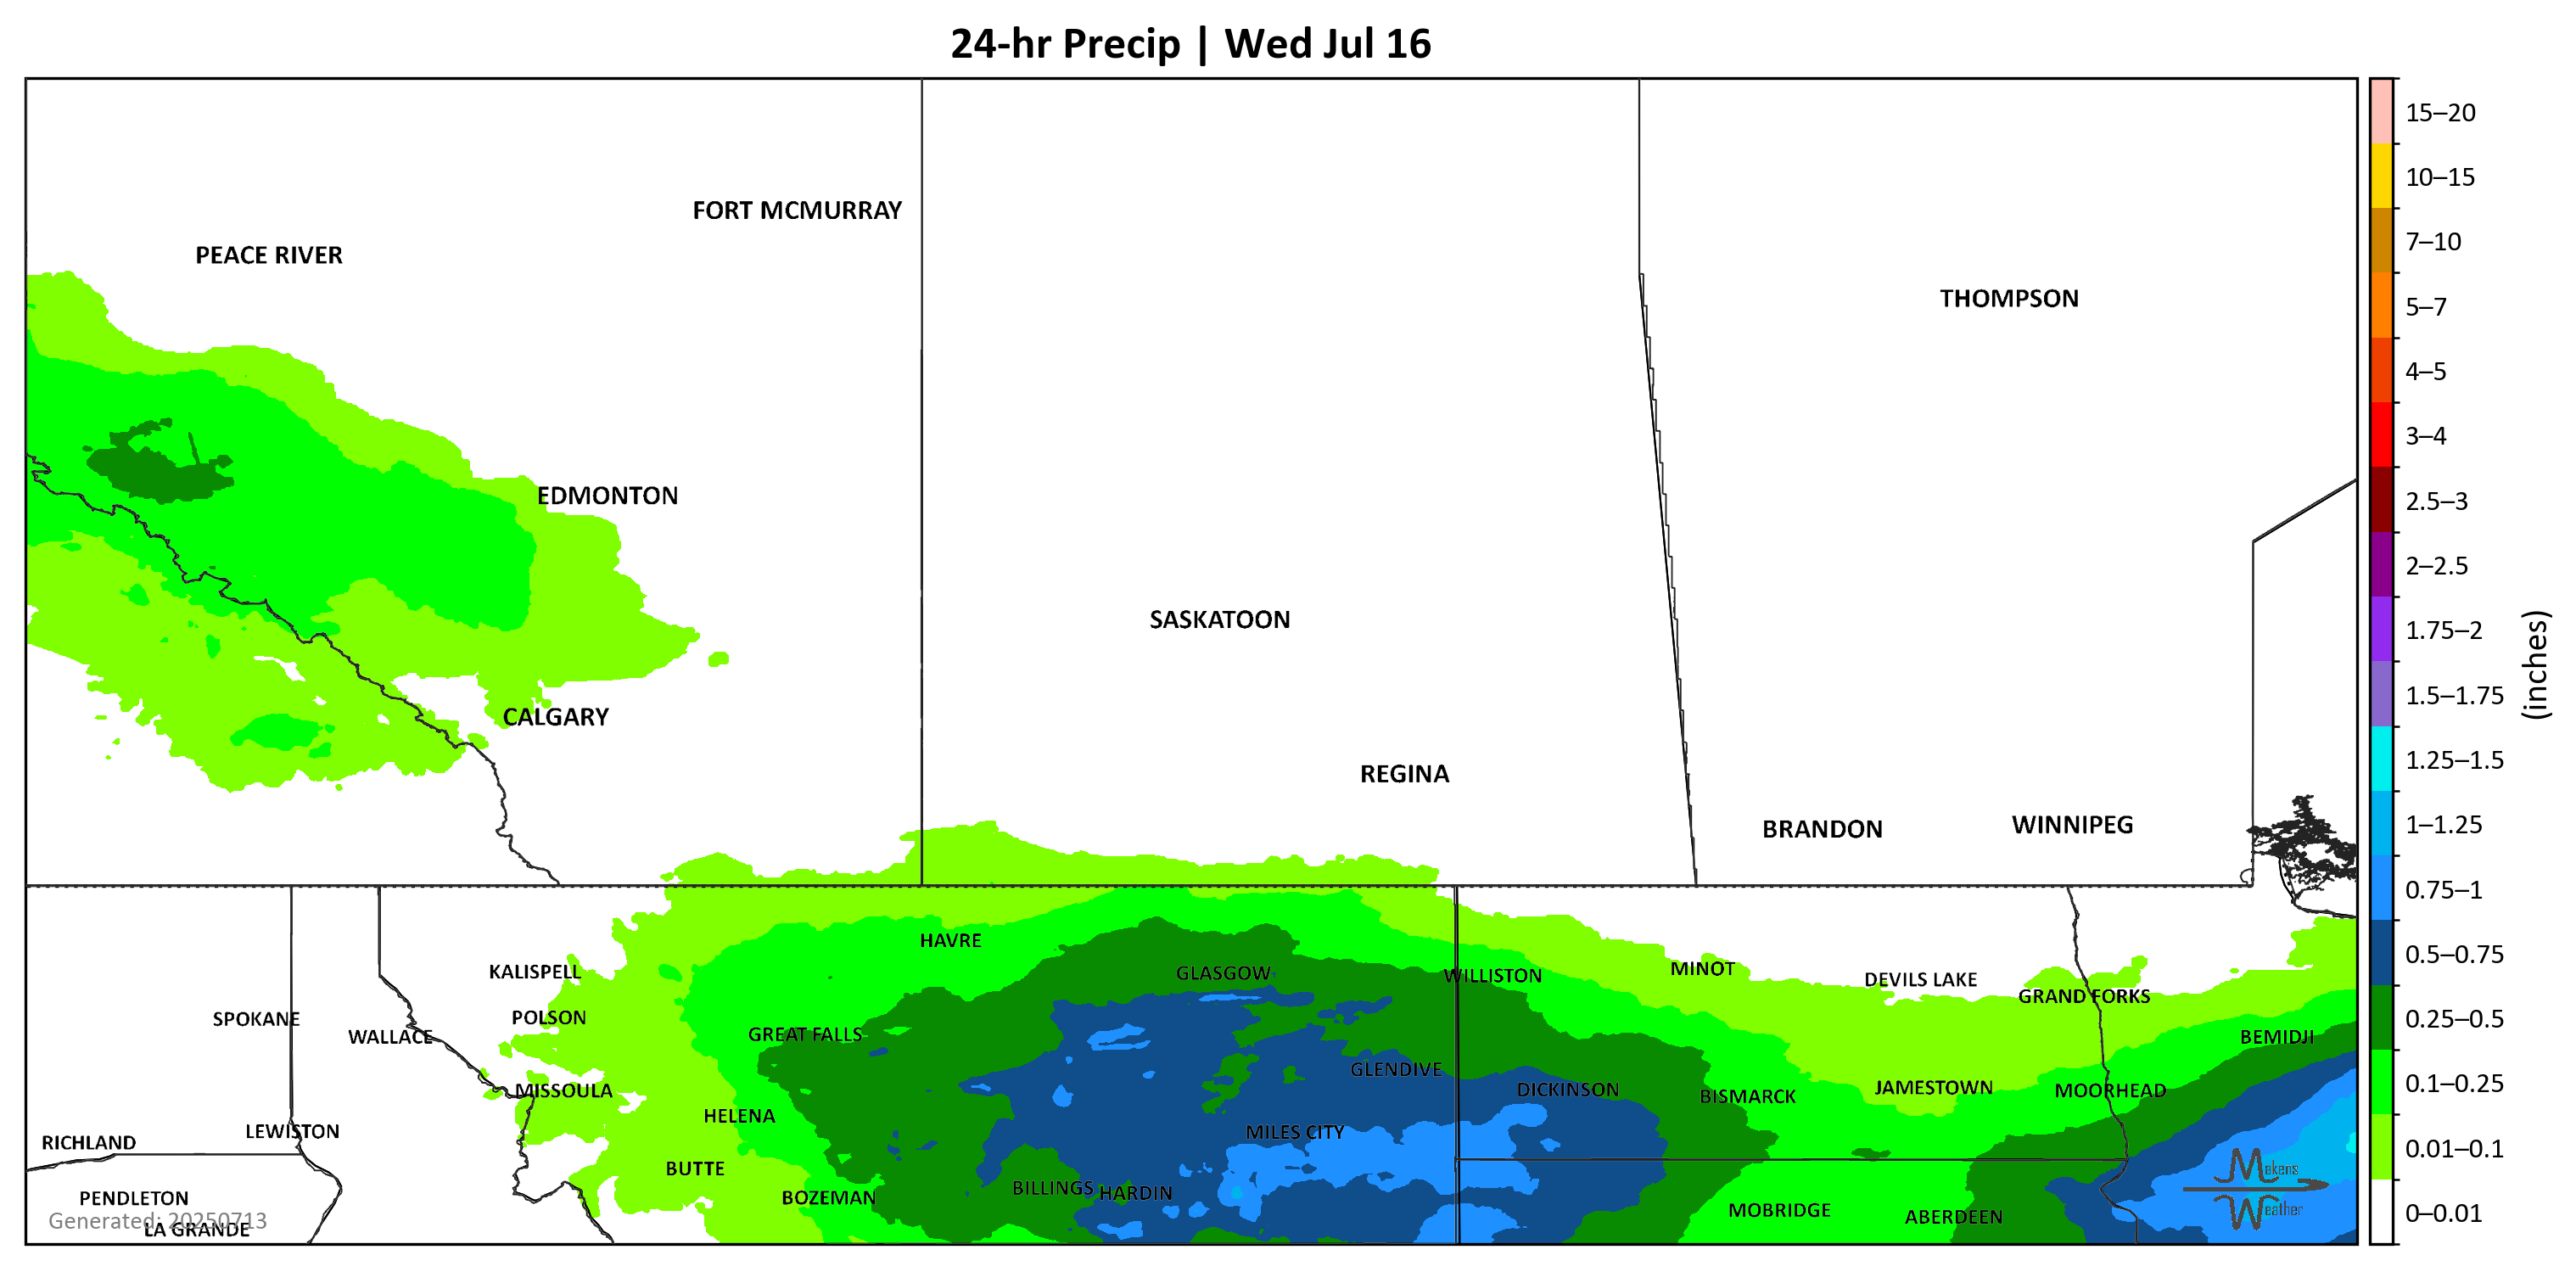 24-hr Precip | Wed Jul 16
FORT MCMURRAY
PEACE RIVER
THOMPSON
EDMONTON
SASKATOON
CALGARY
REGINA
BRANDON
WINNIPEG
HAVRE
KALISPELL
GLASGOW
WILLISTON
MINOT
DEVILS LAKE
GRAND FORKS
SPOKANE
POLSON
WALLACE
GREAT FALLS
BEMIDJI
GLENDIVE
MISSOULA
DICKINSON
BISMARCK
JAMESTOWN
MOORHEAD
HELENA
RICHLAND
LEWISTON
MILES CITY
BUTTE
PENDLETON
BOZEMAN
BILLINGS
HARDIN
MOBRIDGE
ABERDEEN
Makens
Weather
Generated: 20250713
LA GRANDE
15–20
10–15
7–10
5–7
4–5
3–4
2.5–3
2–2.5
1.75–2
1.5–1.75
1.25–1.5
1–1.25
0.75–1
0.5–0.75
0.25–0.5
0.1–0.25
0.01–0.1
0–0.01
(inches)